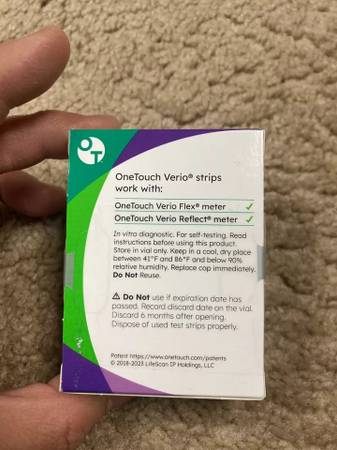 OT
OneTouch Verio® strips
work with:
OneTouch Verio Flex® meter ✓
OneTouch Verio Reflect® meter ✓
In vitro diagnostic. For self-testing. Read
instructions before using this product.
Store in vial only. Keep in a cool, dry place
between 41°F and 86°F and below 90%
relative humidity. Replace cap immediately.
Do Not Reuse.
⚠ Do Not use if expiration date has
passed. Record discard date on the vial.
Discard 6 months after opening.
Dispose of used test strips properly.
Patent https://www.onetouch.com/patents
© 2018-2023 LifeScan IP Holdings, LLC